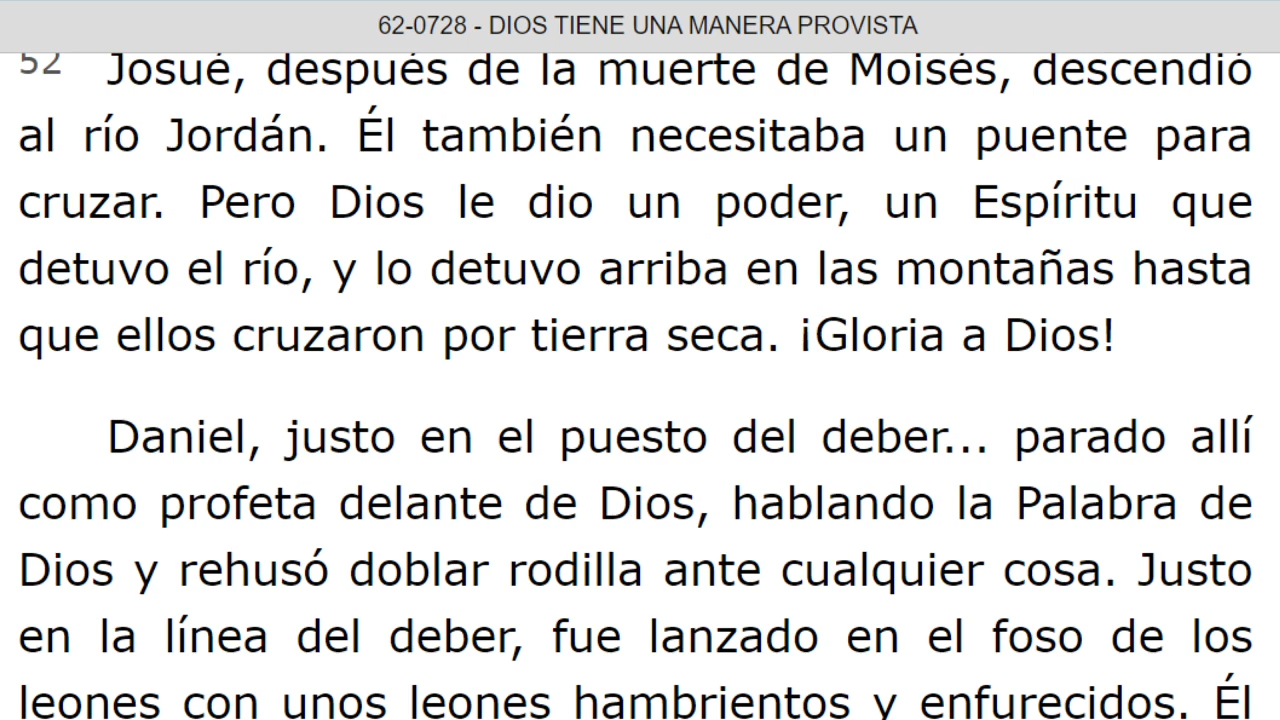 62-0728 - DIOS TIENE UNA MANERA PROVISTA
52 Josué, después de la muerte de Moisés, descendió
al río Jordán. Él también necesitaba un puente para
cruzar. Pero Dios le dio un poder, un Espíritu que
detuvo el río, y lo detuvo arriba en las montañas hasta
que ellos cruzaron por tierra seca. ¡Gloria a Dios!
Daniel, justo en el puesto del deber... parado allí
como profeta delante de Dios, hablando la Palabra de
Dios y rehusó doblar rodilla ante cualquier cosa. Justo
en la línea del deber, fue lanzado en el foso de los
leones con unos leones hambrientos y enfurecidos. Él